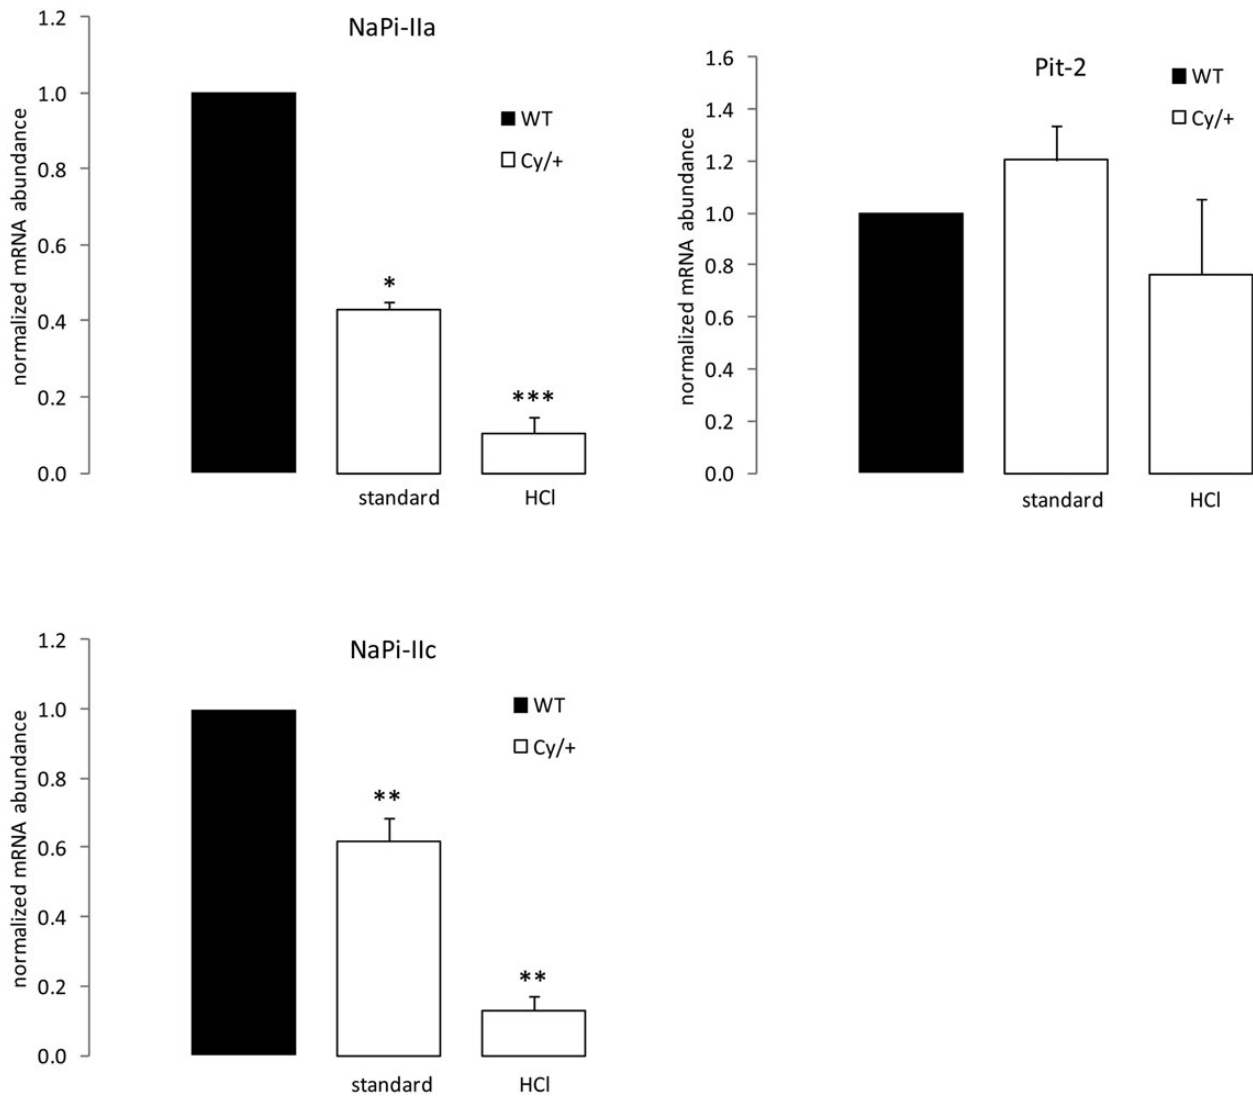 NaPi-IIa
normalized mRNA abundance
1.2
1.0
0.8
0.6
0.4
0.2
0.0
WT
Cy/+
*
***
standard
HCl
Pit-2
normalized mRNA abundance
1.6
1.4
1.2
1.0
0.8
0.6
0.4
0.2
0.0
WT
Cy/+
standard
HCl
NaPi-IIc
normalized mRNA abundance
1.2
1.0
0.8
0.6
0.4
0.2
0.0
WT
Cy/+
**
**
standard
HCl